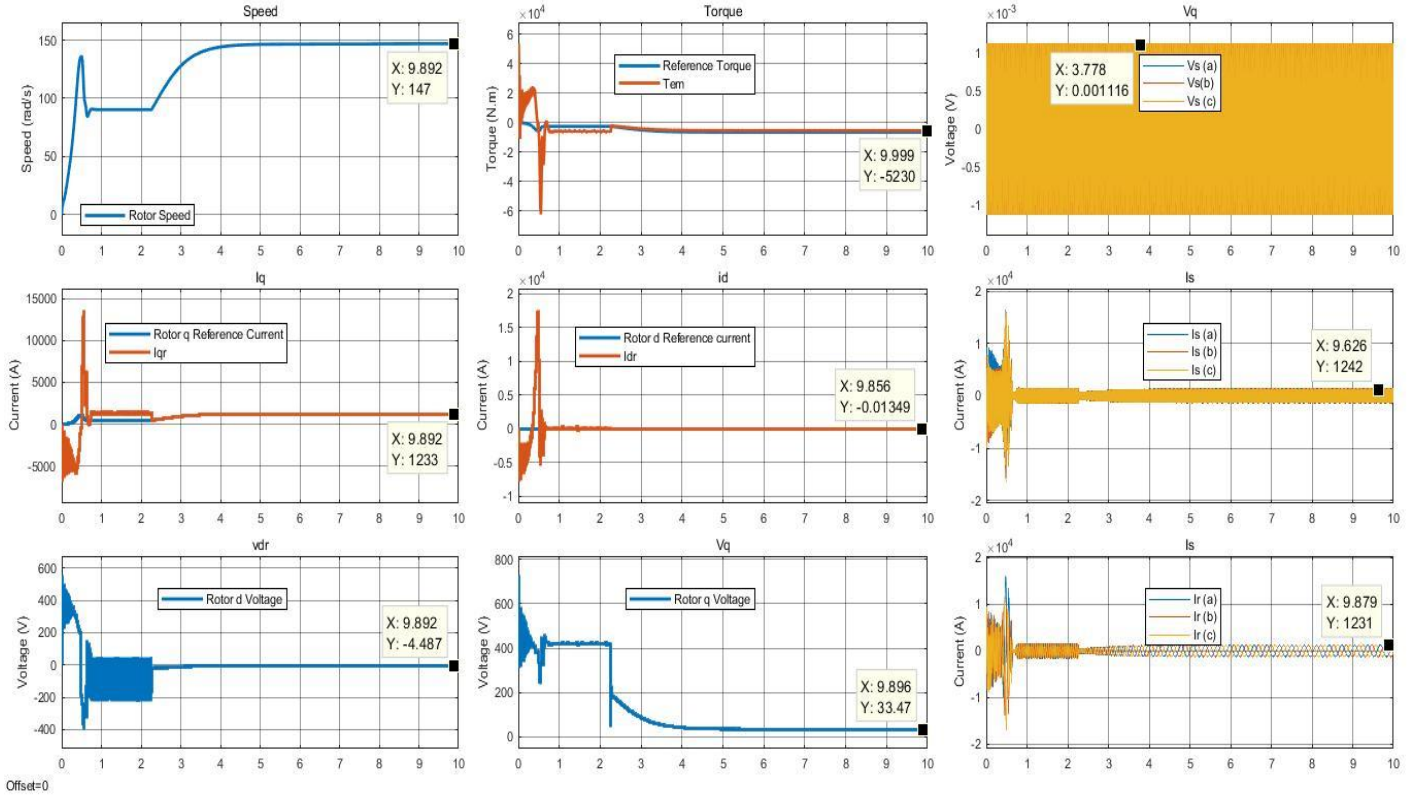 Speed
150
100
50
0
Speed (rad/s)
Rotor Speed
X: 9.892
Y: 147
0 1 2 3 4 5 6 7 8 9 10
Torque
×10^4
4
2
0
-2
-4
-6
Torque (N.m)
Reference Torque
Tem
X: 9.999
Y: -5230
0 1 2 3 4 5 6 7 8 9 10
Vq
×10^-3
1
0.5
0
-0.5
-1
Voltage (V)
X: 3.778
Y: 0.001116
Vs (a)
Vs(b)
Vs (c)
0 1 2 3 4 5 6 7 8 9 10
Iq
15000
10000
5000
0
-5000
Current (A)
Rotor q Reference Current
Iqr
X: 9.892
Y: 1233
0 1 2 3 4 5 6 7 8 9 10
id
×10^4
2
1.5
1
0.5
0
-0.5
-1
Current (A)
Rotor d Reference current
Idr
X: 9.856
Y: -0.01349
0 1 2 3 4 5 6 7 8 9 10
Is
×10^4
2
1
0
-1
-2
Current (A)
Is (a)
Is (b)
Is (c)
X: 9.626
Y: 1242
0 1 2 3 4 5 6 7 8 9 10
vdr
600
400
200
0
-200
-400
Voltage (V)
Rotor d Voltage
X: 9.892
Y: -4.487
0 1 2 3 4 5 6 7 8 9 10
Vq
800
600
400
200
0
Voltage (V)
Rotor q Voltage
X: 9.896
Y: 33.47
0 1 2 3 4 5 6 7 8 9 10
Is
×10^4
2
1
0
-1
-2
Current (A)
Ir (a)
Ir (b)
Ir (c)
X: 9.879
Y: 1231
0 1 2 3 4 5 6 7 8 9 10
Offset=0